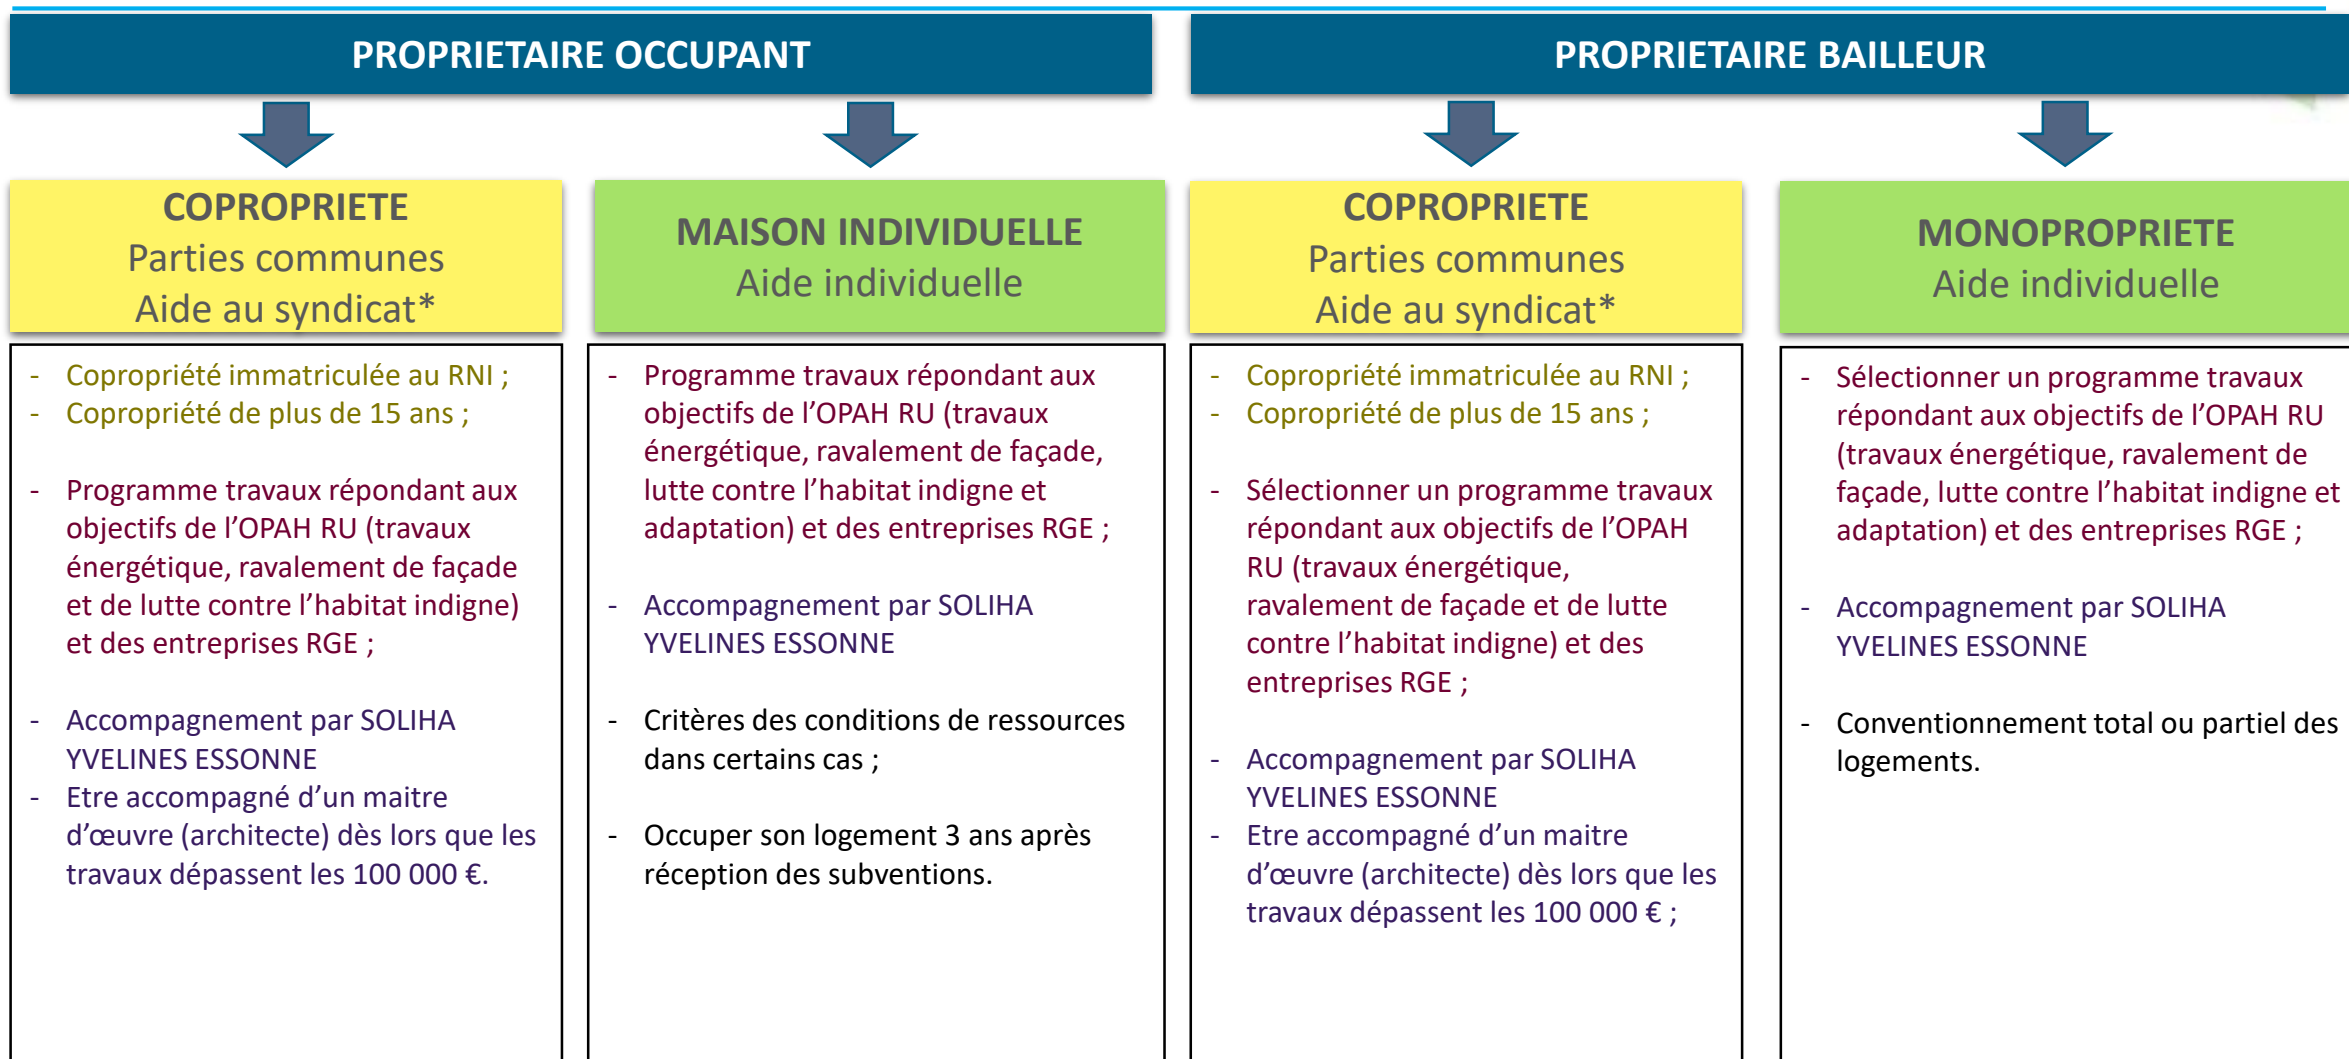 PROPRIETAIRE OCCUPANT
COPROPRIETE
Parties communes
Aide au syndicat*
- Copropriété immatriculée au RNI ;
- Copropriété de plus de 15 ans ;
- Programme travaux répondant aux
objectifs de l’OPAH RU (travaux
énergétique, ravalement de façade
et de lutte contre l’habitat indigne)
et des entreprises RGE ;
- Accompagnement par SOLIHA
YVELINES ESSONNE
- Etre accompagné d’un maitre
d’œuvre (architecte) dès lors que les
travaux dépassent les 100 000 €.
MAISON INDIVIDUELLE
Aide individuelle
- Programme travaux répondant aux
objectifs de l’OPAH RU (travaux
énergétique, ravalement de façade,
lutte contre l’habitat indigne et
adaptation) et des entreprises RGE ;
- Accompagnement par SOLIHA
YVELINES ESSONNE
- Critères des conditions de ressources
dans certains cas ;
- Occuper son logement 3 ans après
réception des subventions.
PROPRIETAIRE BAILLEUR
COPROPRIETE
Parties communes
Aide au syndicat*
- Copropriété immatriculée au RNI ;
- Copropriété de plus de 15 ans ;
- Sélectionner un programme travaux
répondant aux objectifs de l’OPAH
RU (travaux énergétique,
ravalement de façade et de lutte
contre l’habitat indigne) et des
entreprises RGE ;
- Accompagnement par SOLIHA
YVELINES ESSONNE
- Etre accompagné d’un maitre
d’œuvre (architecte) dès lors que les
travaux dépassent les 100 000 € ;
MONOPROPRIETE
Aide individuelle
- Sélectionner un programme travaux
répondant aux objectifs de l’OPAH RU
(travaux énergétique, ravalement de
façade, lutte contre l’habitat indigne et
adaptation) et des entreprises RGE ;
- Accompagnement par SOLIHA
YVELINES ESSONNE
- Conventionnement total ou partiel des
logements.